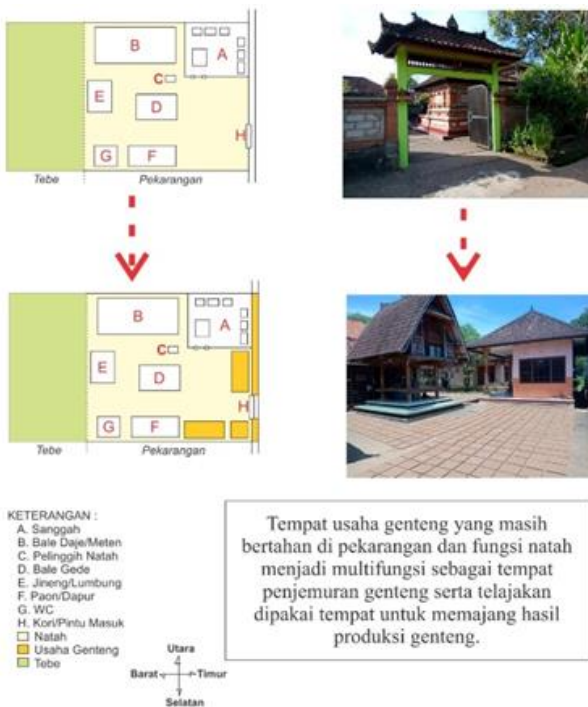 B
A
C
E
D
H
G
F
Tebe
Pekarangan
B
A
C
E
D
H
G
F
Tebe
Pekarangan
KETERANGAN :
A. Sanggah
B. Bale Daje/Meten
C. Pelinggih Natah
D. Bale Gede
E. Jineng/Lumbung
F. Paon/Dapur
G. WC
H. Kori/Pintu Masuk
Natah
Usaha Genteng
Tebe
Utara
Barat
Timur
Selatan
Tempat usaha genteng yang masih
bertahan di pekarangan dan fungsi natah
menjadi multifungsi sebagai tempat
penjemuran genteng serta telajakan
dipakai tempat untuk memajang hasil
produksi genteng.